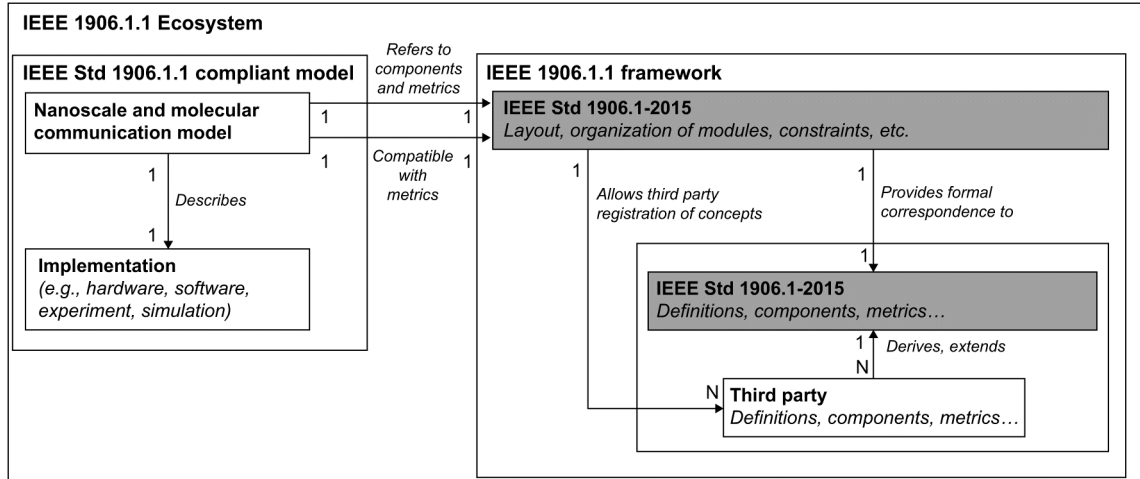 IEEE 1906.1.1 Ecosystem
IEEE Std 1906.1.1 compliant model
Nanoscale and molecular
communication model
1
Describes
1
Implementation
(e.g., hardware, software,
experiment, simulation)
Refers to
components
and metrics
1
1
1
Compatible
with
metrics
1
IEEE 1906.1.1 framework
IEEE Std 1906.1-2015
Layout, organization of modules, constraints, etc.
1
Allows third party
registration of concepts
N
1
Provides formal
correspondence to
1
IEEE Std 1906.1-2015
Definitions, components, metrics…
1
Derives, extends
N
Third party
Definitions, components, metrics…